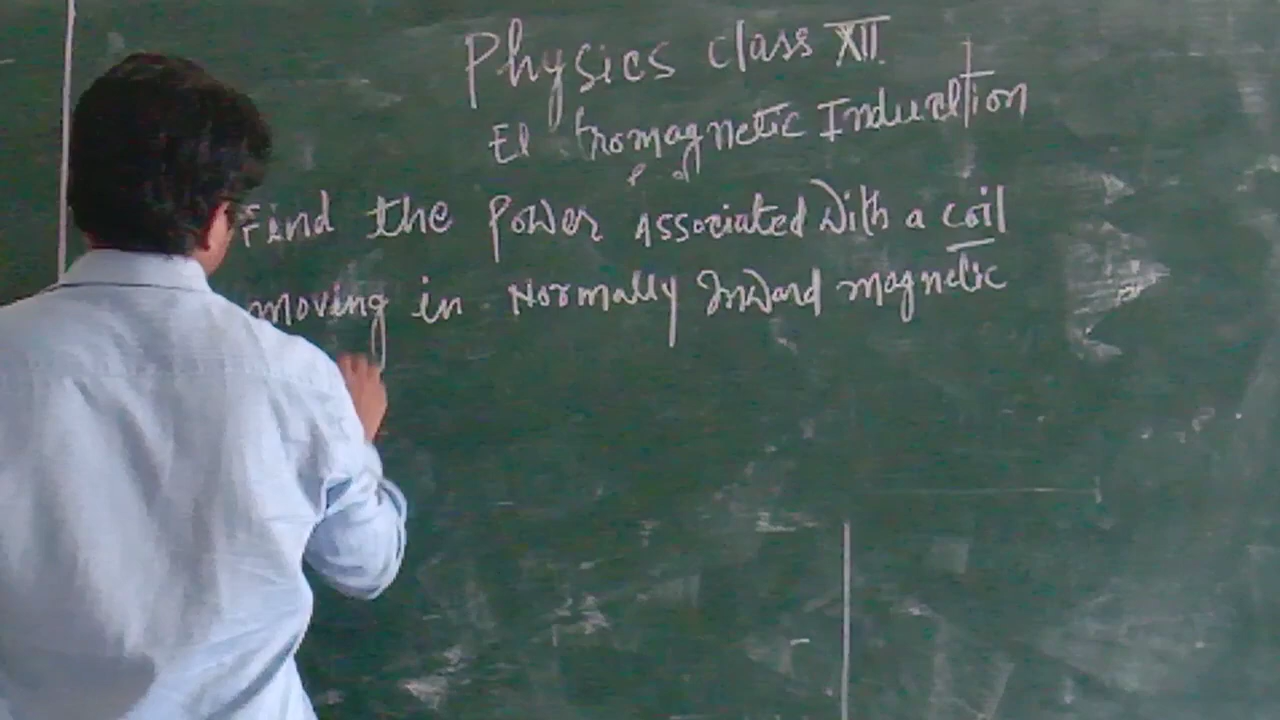 Physics class XII
El tromagnetic Induction
Find the Power Associated with a coil
moving in Normally Inward magnetic